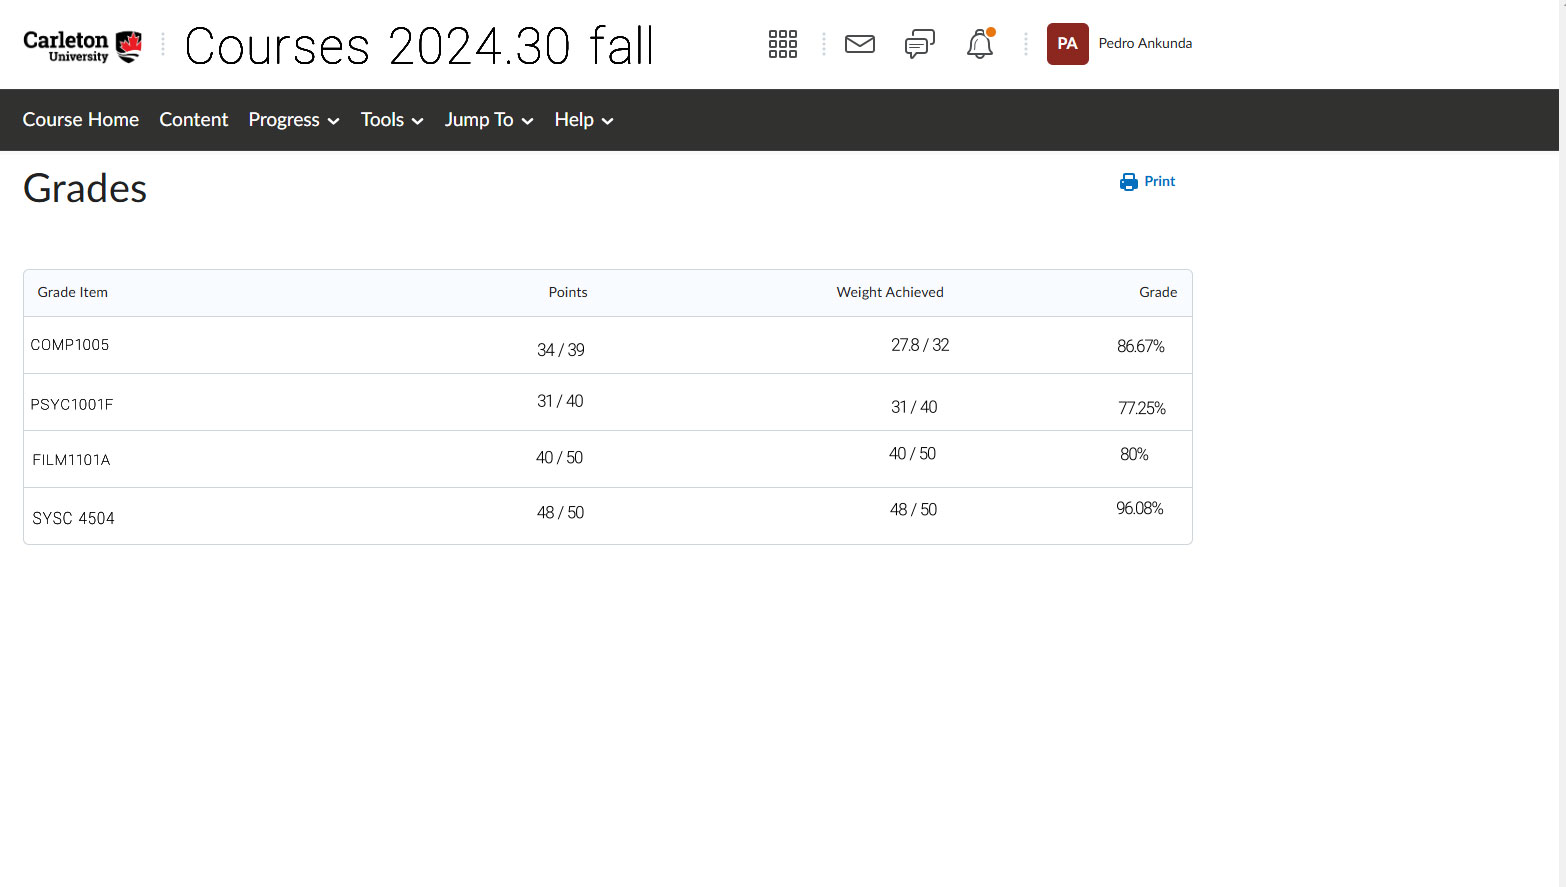 Carleton University
Courses 2024.30 fall
PA Pedro Ankunda
Course Home Content Progress Tools Jump To Help
Grades
Print
Grade Item Points Weight Achieved Grade
COMP1005 34 / 39 27.8 / 32 86.67%
PSYC1001F 31 / 40 31 / 40 77.25%
FILM1101A 40 / 50 40 / 50 80%
SYSC 4504 48 / 50 48 / 50 96.08%